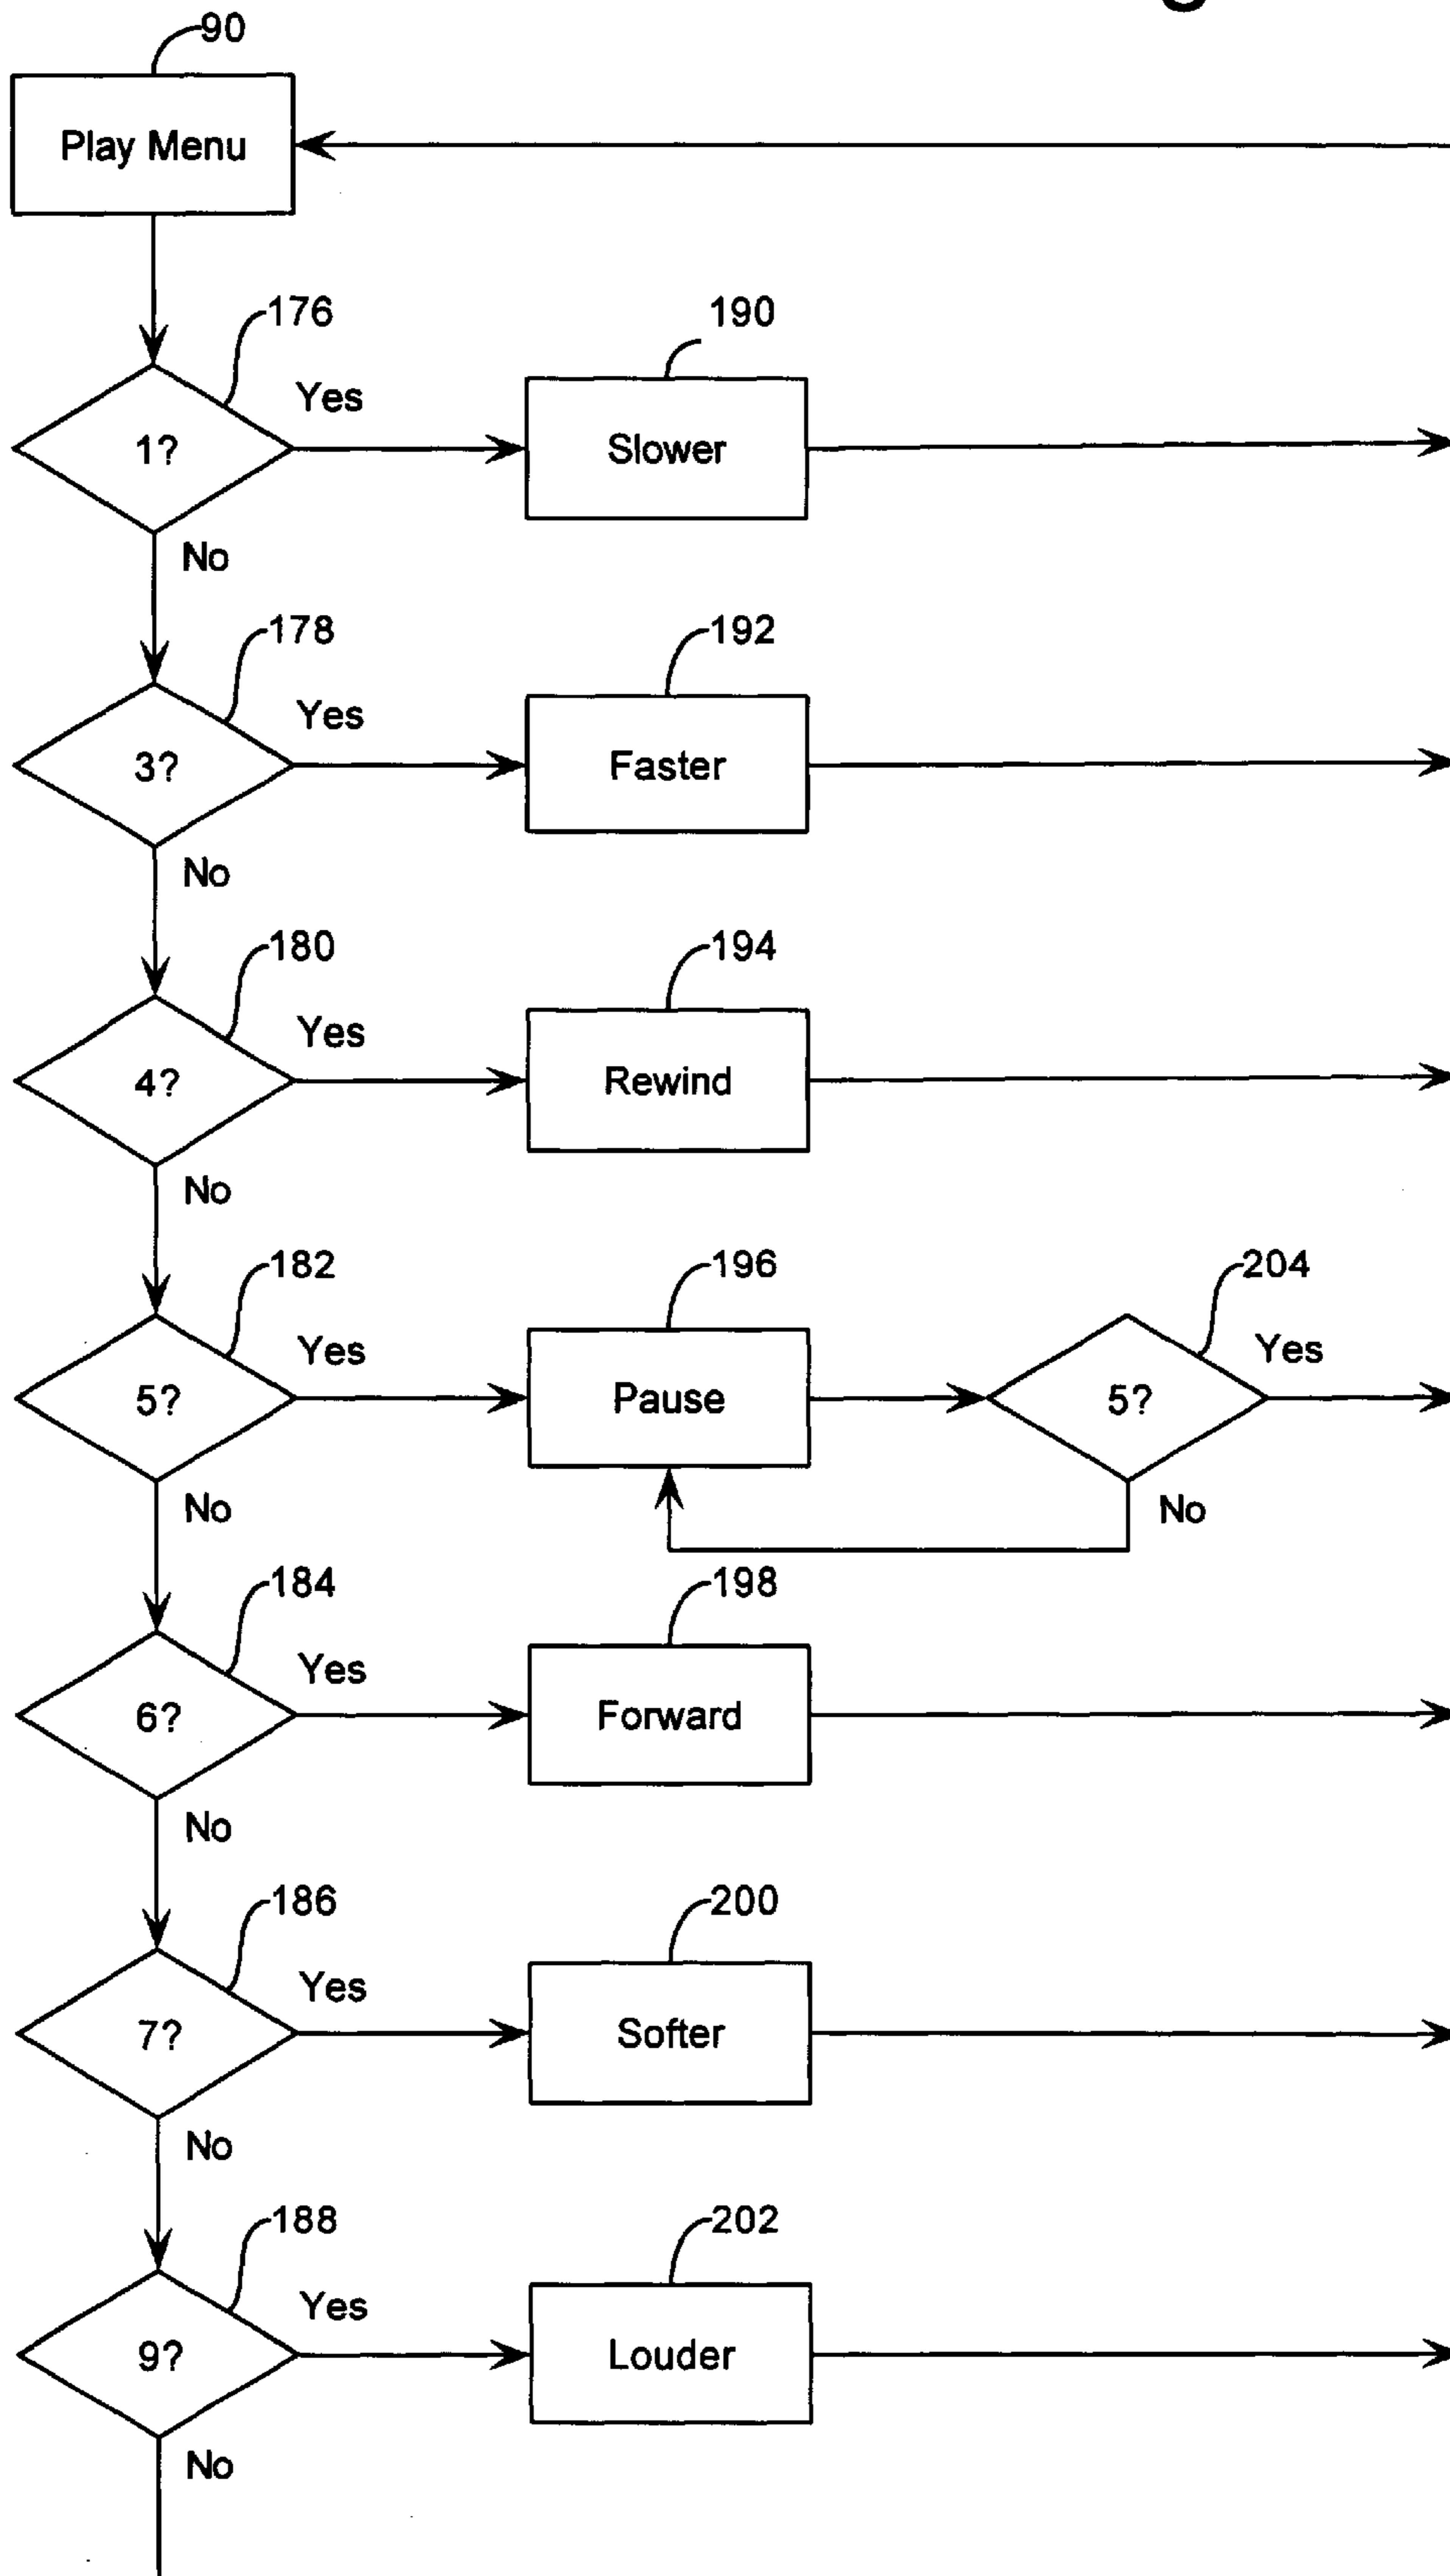 90
Play Menu
176
190
Yes
1?
Slower
No
178
192
Yes
3?
Faster
No
180
194
Yes
4?
Rewind
No
182
196
204
Yes
Yes
5?
Pause
5?
No
No
184
198
Yes
6?
Forward
No
186
200
Yes
7?
Softer
No
188
202
Yes
9?
Louder
No